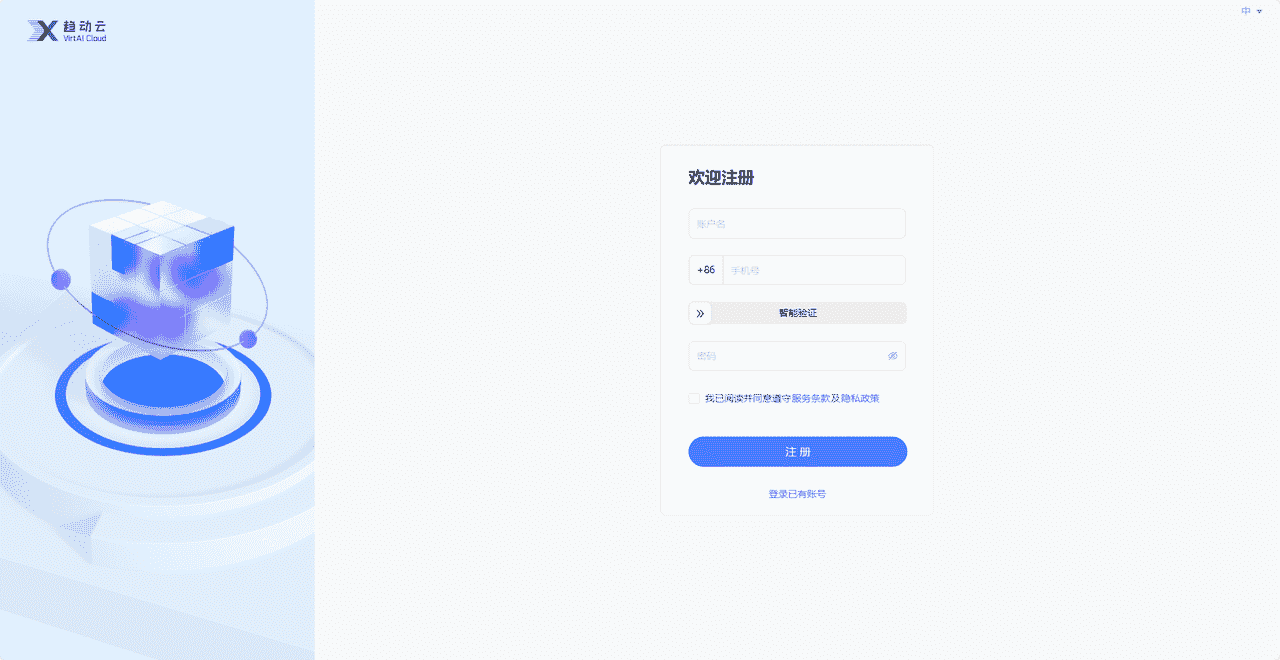 趋动云
VirtAI Cloud
中
欢迎注册
账户名
+86
手机号
智能验证
密码
我已阅读并同意遵守服务条款及隐私政策
注 册
登录已有账号